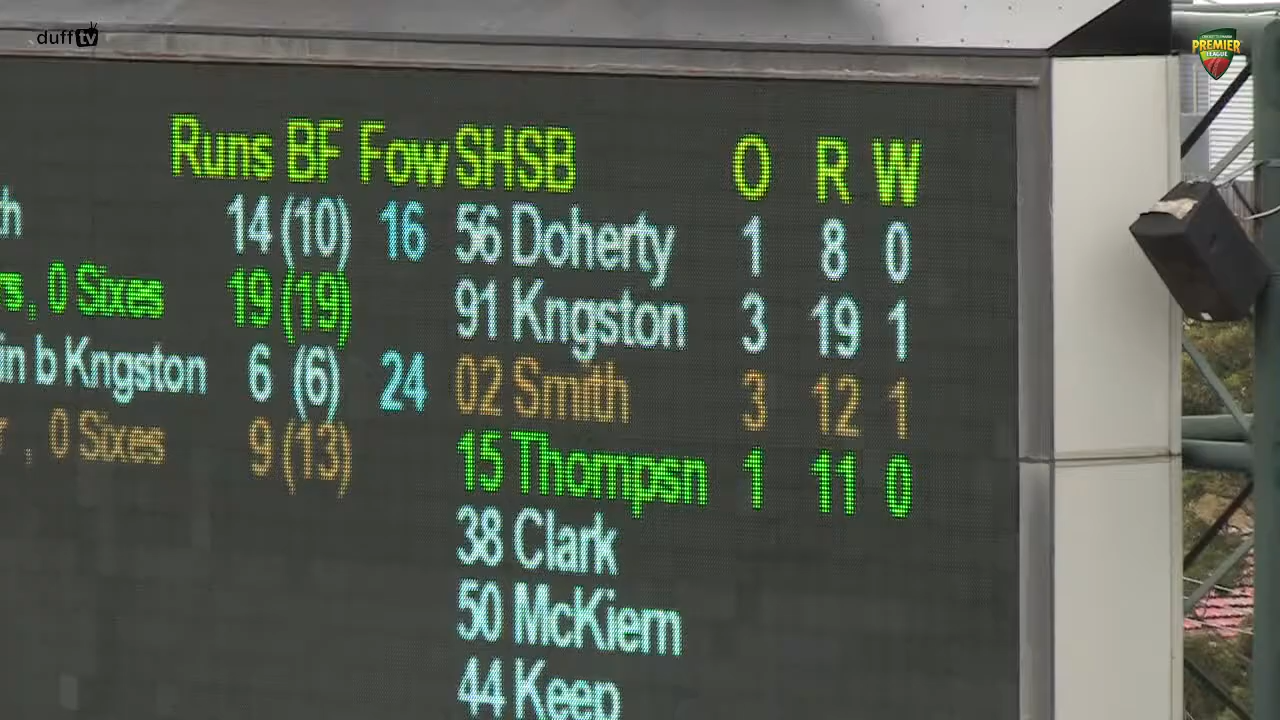 duff tv
PREMIER
LEAGUE
Runs BF Fow SHSB O R W
th 14 (10) 16 56 Doherty 1 8 0
s, 0 Sixes 19 (19) 91 Kngston 3 19 1
in b Kngston 6 (6) 24 02 Smith 3 12 1
r , 0 Sixes 9 (13) 15 Thompsn 1 11 0
38 Clark
50 McKiern
44 Keep